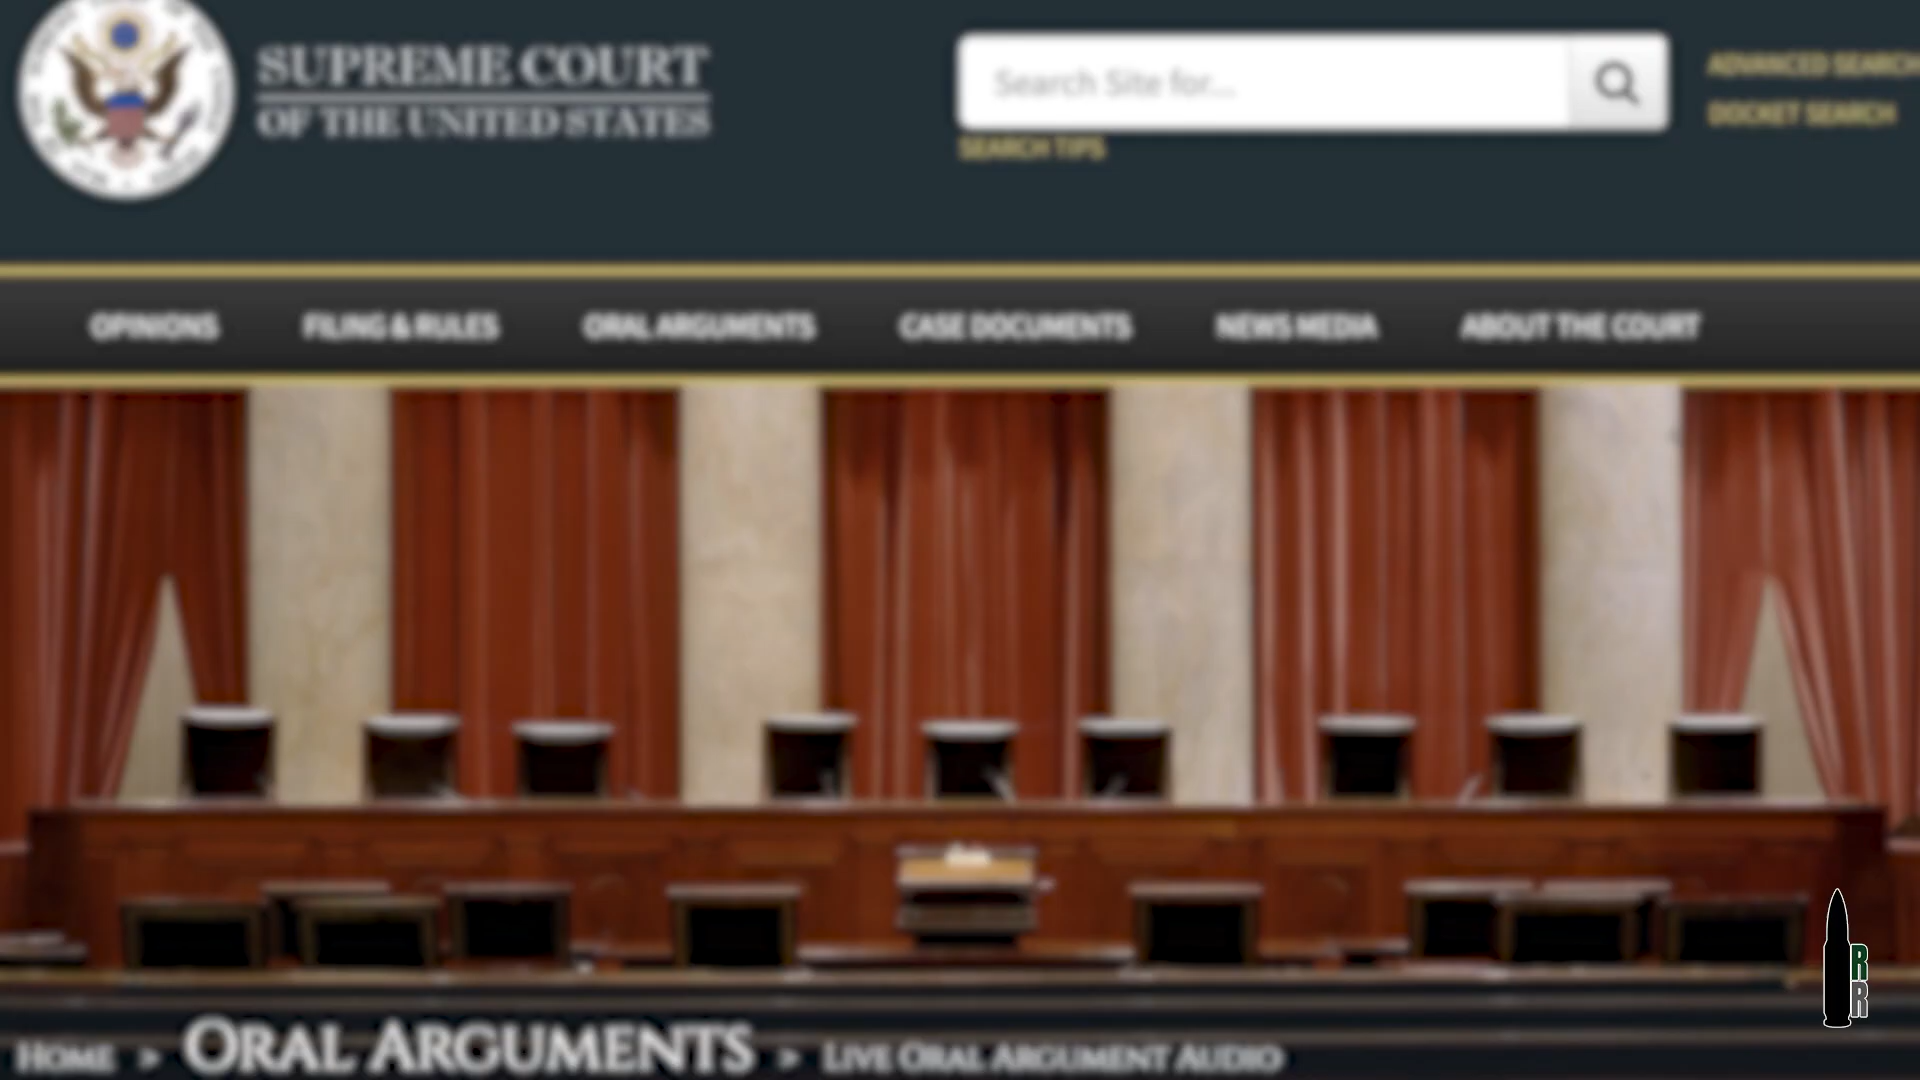 SUPREME COURT
OF THE UNITED STATES
Search Site for...
SEARCH TIPS
ADVANCED SEARCH
DOCKET SEARCH
OPINIONS
FILING & RULES
ORAL ARGUMENTS
CASE DOCUMENTS
NEWS MEDIA
ABOUT THE COURT
HOME > ORAL ARGUMENTS > LIVE ORAL ARGUMENT AUDIO
R
R